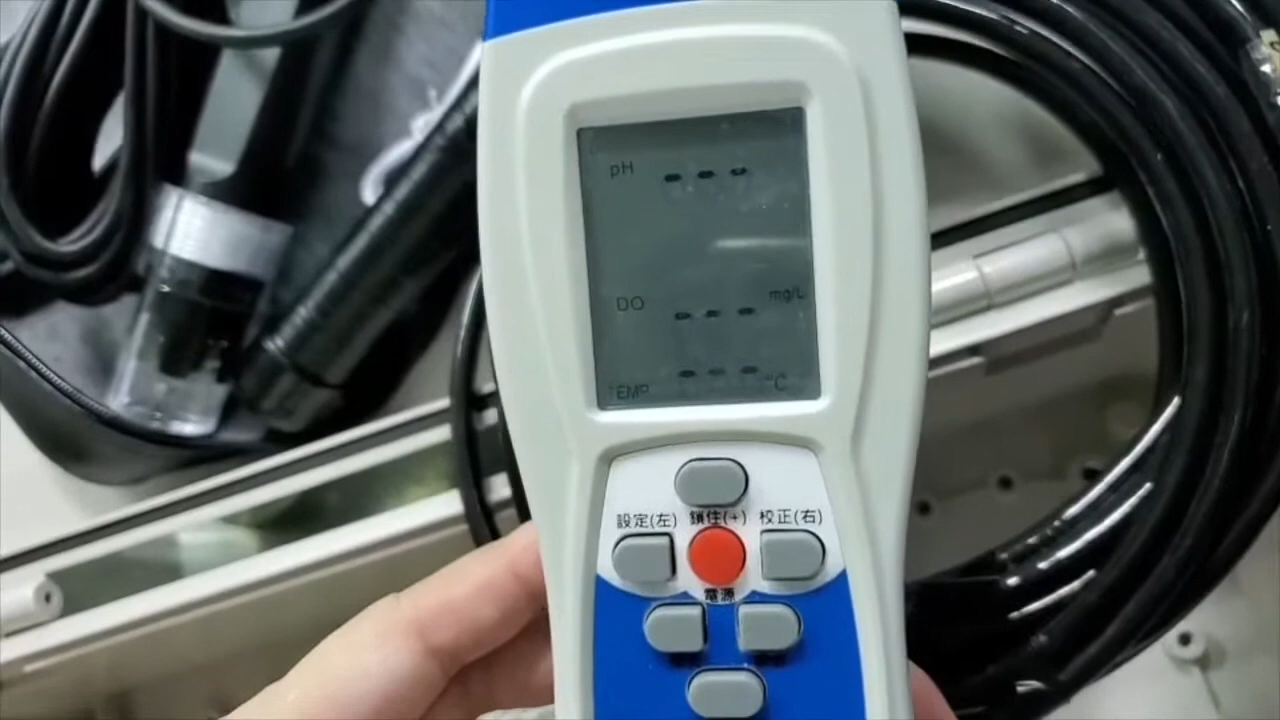 pH ---
DO --- mg/L
TEMP --- °C
設定(左) 鎖住(+) 校正(右)
電源